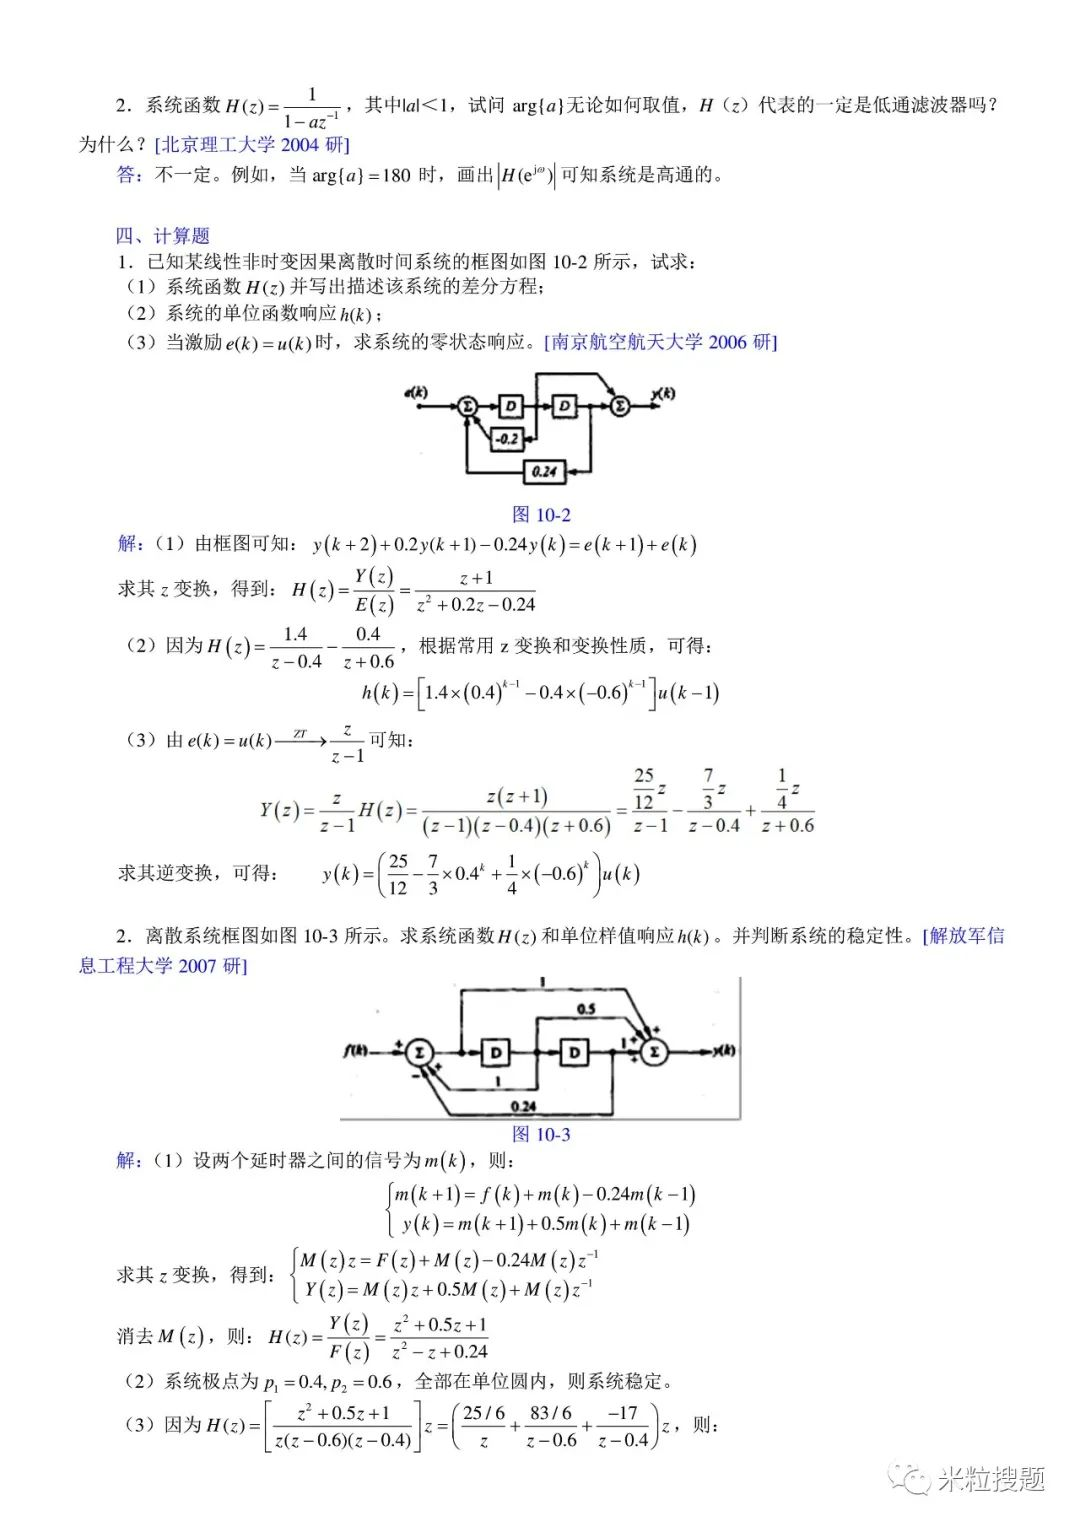 2．系统函数 H(z)=1/(1−az⁻¹)，其中|a|＜1，试问 arg{a}无论如何取值，H（z）代表的一定是低通滤波器吗？
为什么？[北京理工大学 2004 研]
答：不一定。例如，当 arg{a}=180 时，画出|H(e^jω)|可知系统是高通的。
四、计算题
1．已知某线性非时变因果离散时间系统的框图如图 10-2 所示，试求：
（1）系统函数 H(z) 并写出描述该系统的差分方程；
（2）系统的单位函数响应 h(k)；
（3）当激励 e(k)=u(k) 时，求系统的零状态响应。[南京航空航天大学 2006 研]
e(k) Σ D D Σ y(k)
-0.2
0.24
图 10-2
解：（1）由框图可知：y(k+2)+0.2y(k+1)−0.24y(k)=e(k+1)+e(k)
求其 z 变换，得到：H(z)=Y(z)/E(z)=(z+1)/(z²+0.2z−0.24)
（2）因为 H(z)=1.4/(z−0.4)−0.4/(z+0.6)，根据常用 z 变换和变换性质，可得：
h(k)=[1.4×(0.4)^(k−1)−0.4×(−0.6)^(k−1)]u(k−1)
（3）由 e(k)=u(k) ZT→ z/(z−1) 可知：
Y(z)=z/(z−1) H(z)=z(z+1)/((z−1)(z−0.4)(z+0.6))=(25/12 z)/(z−1)−(7/3 z)/(z−0.4)+(1/4 z)/(z+0.6)
求其逆变换，可得： y(k)=(25/12−7/3×0.4^k+1/4×(−0.6)^k)u(k)
2．离散系统框图如图 10-3 所示。求系统函数 H(z) 和单位样值响应 h(k)。并判断系统的稳定性。[解放军信
息工程大学 2007 研]
1
0.5
f(k) + Σ D D 1 + Σ y(k)
1
0.24
图 10-3
解：（1）设两个延时器之间的信号为 m(k)，则：
{m(k+1)=f(k)+m(k)−0.24m(k−1)
y(k)=m(k+1)+0.5m(k)+m(k−1)
求其 z 变换，得到：{M(z)z=F(z)+M(z)−0.24M(z)z⁻¹
Y(z)=M(z)z+0.5M(z)+M(z)z⁻¹
消去 M(z)，则：H(z)=Y(z)/F(z)=(z²+0.5z+1)/(z²−z+0.24)
（2）系统极点为 p₁=0.4, p₂=0.6，全部在单位圆内，则系统稳定。
（3）因为 H(z)=[(z²+0.5z+1)/(z(z−0.6)(z−0.4))]z=((25/6)/z+(83/6)/(z−0.6)+(−17)/(z−0.4))z，则：
米粒搜题